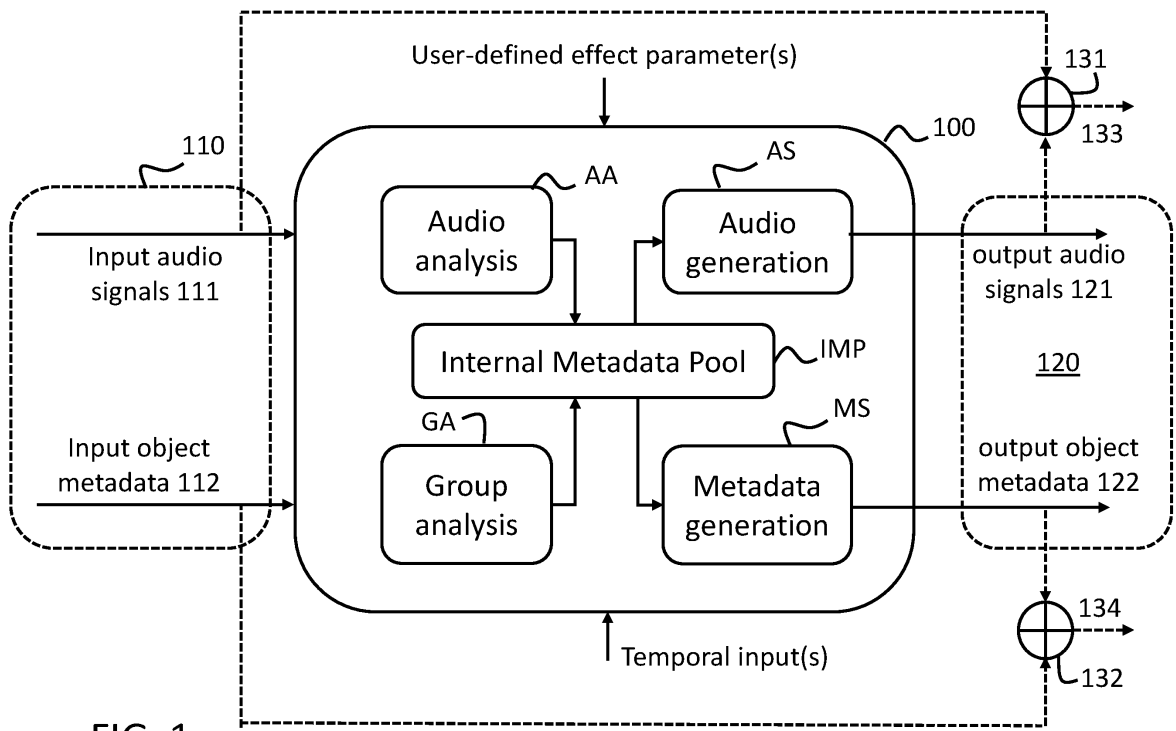 User-defined effect parameter(s)
131
133
110
100
AA
AS
Audio
analysis
Audio
generation
Input audio
signals 111
output audio
signals 121
Internal Metadata Pool
IMP
120
GA
MS
Input object
metadata 112
Group
analysis
Metadata
generation
output object
metadata 122
134
132
Temporal input(s)
FIG. 1